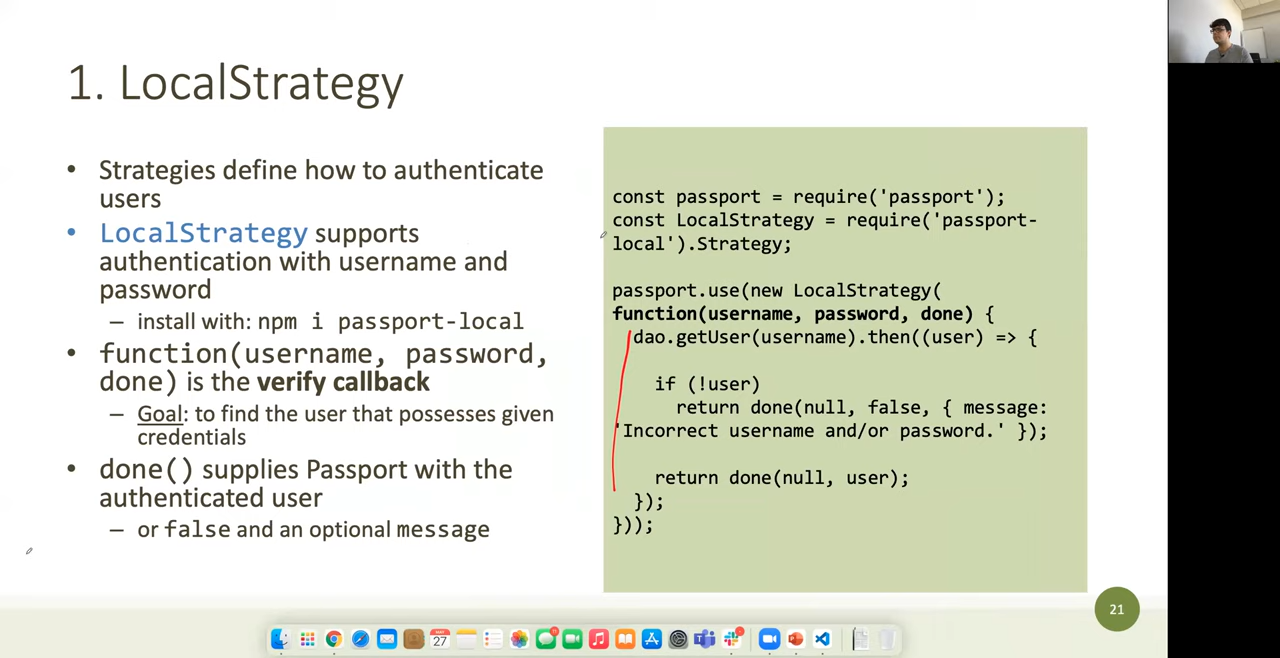 1. LocalStrategy
• Strategies define how to authenticate
users
• LocalStrategy supports
authentication with username and
password
– install with: npm i passport-local
• function(username, password,
done) is the verify callback
– Goal: to find the user that possesses given
credentials
• done() supplies Passport with the
authenticated user
– or false and an optional message
const passport = require('passport');
const LocalStrategy = require('passport-
local').Strategy;
passport.use(new LocalStrategy(
function(username, password, done) {
dao.getUser(username).then((user) => {
if (!user)
return done(null, false, { message:
'Incorrect username and/or password.' });
return done(null, user);
});
}));
21
27